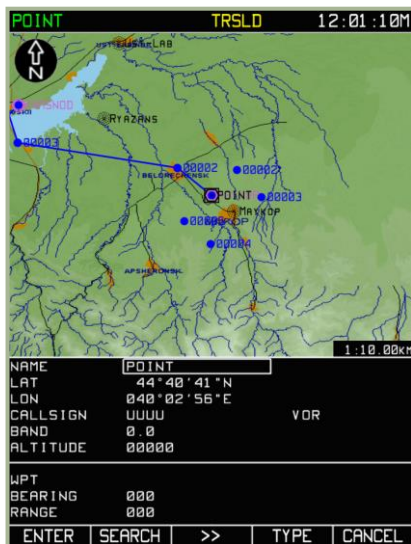 POINT TRSLD 12:01:10M
LAB
N
RYAZANS
00003
00002
00002
BELORECHENSK
POINT
00003
MAYKOP
00004
APSHERONSK
1:10.00KM
NAME POINT
LAT 44°40'41"N
LON 040°02'56"E
CALLSIGN UUUU VOR
BAND 0.0
ALTITUDE 00000
WPT
BEARING 000
RANGE 000
ENTER SEARCH >> TYPE CANCEL